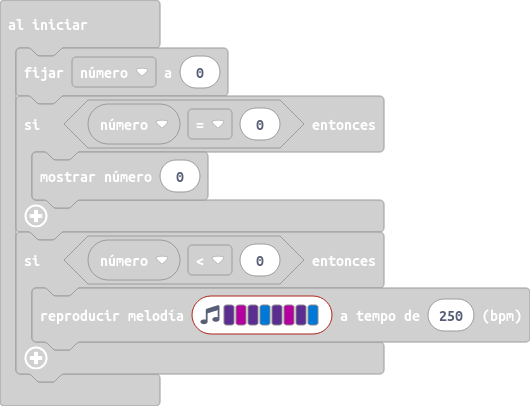 al iniciar
fijar número a 0
si número = 0 entonces
mostrar número 0
si número < 0 entonces
reproducir melodía a tempo de 250 (bpm)